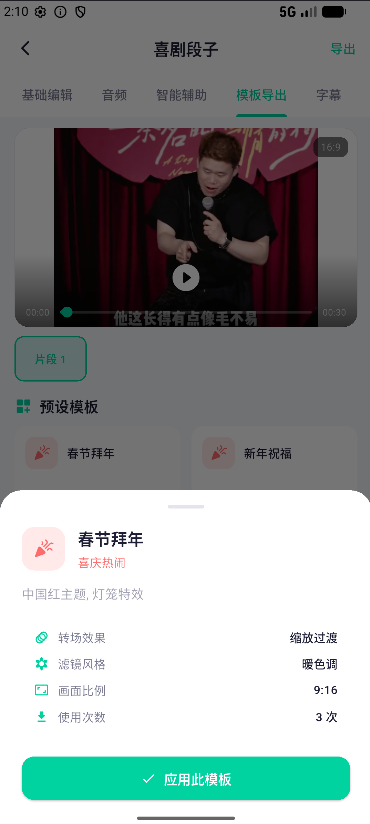 2:10
5G
喜剧段子
导出
基础编辑
音频
智能辅助
模板导出
字幕
16:9
他这长得有点像毛不易
00:00
00:30
片段 1
预设模板
春节拜年
新年祝福
春节拜年
喜庆热闹
中国红主题, 灯笼特效
转场效果
缩放过渡
滤镜风格
暖色调
画面比例
9:16
使用次数
3 次
应用此模板